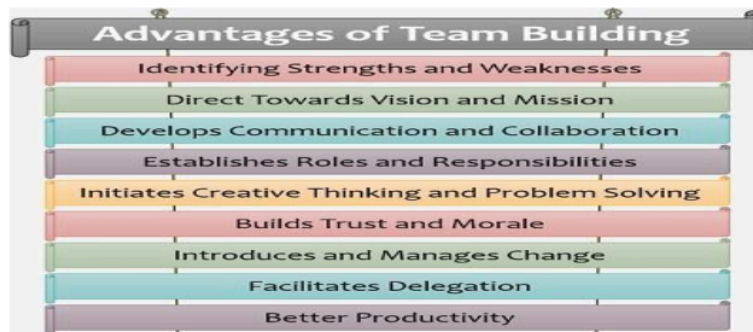 Advantages of Team Building
Identifying Strengths and Weaknesses
Direct Towards Vision and Mission
Develops Communication and Collaboration
Establishes Roles and Responsibilities
Initiates Creative Thinking and Problem Solving
Builds Trust and Morale
Introduces and Manages Change
Facilitates Delegation
Better Productivity